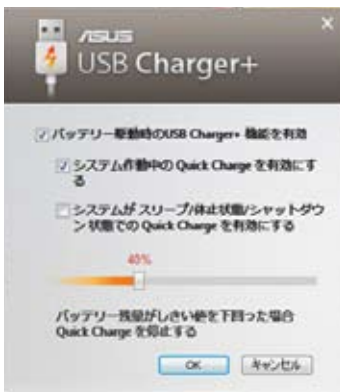 ASUS
USB Charger+
バッテリー駆動時のUSB Charger+ 機能を有効
システム作動中の Quick Charge を有効にす
る
システムが スリープ/休止状態/シャットダウ
ン 状態での Quick Charge を有効にする
40%
バッテリー残量がしきい値を下回った場合
Quick Charge を停止する
OK
キャンセル